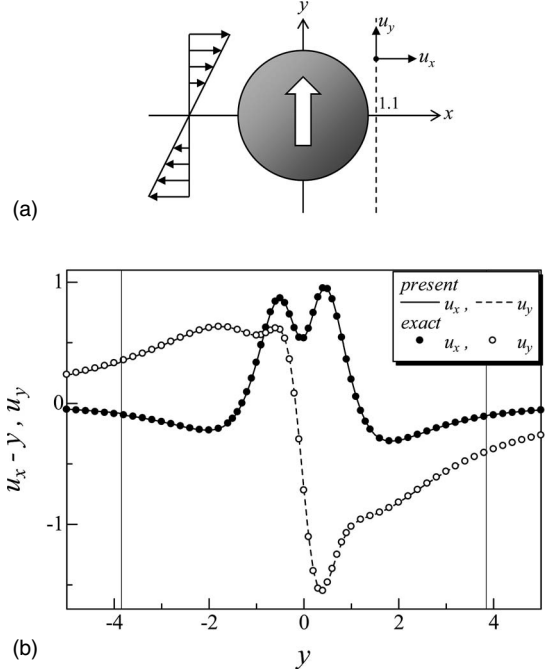 y
u_y
u_x
1.1
x
(a)
present
u_x , u_y
exact
u_x , u_y
u_x - y , u_y
1
0
-1
-4 -2 0 2 4
y
(b)